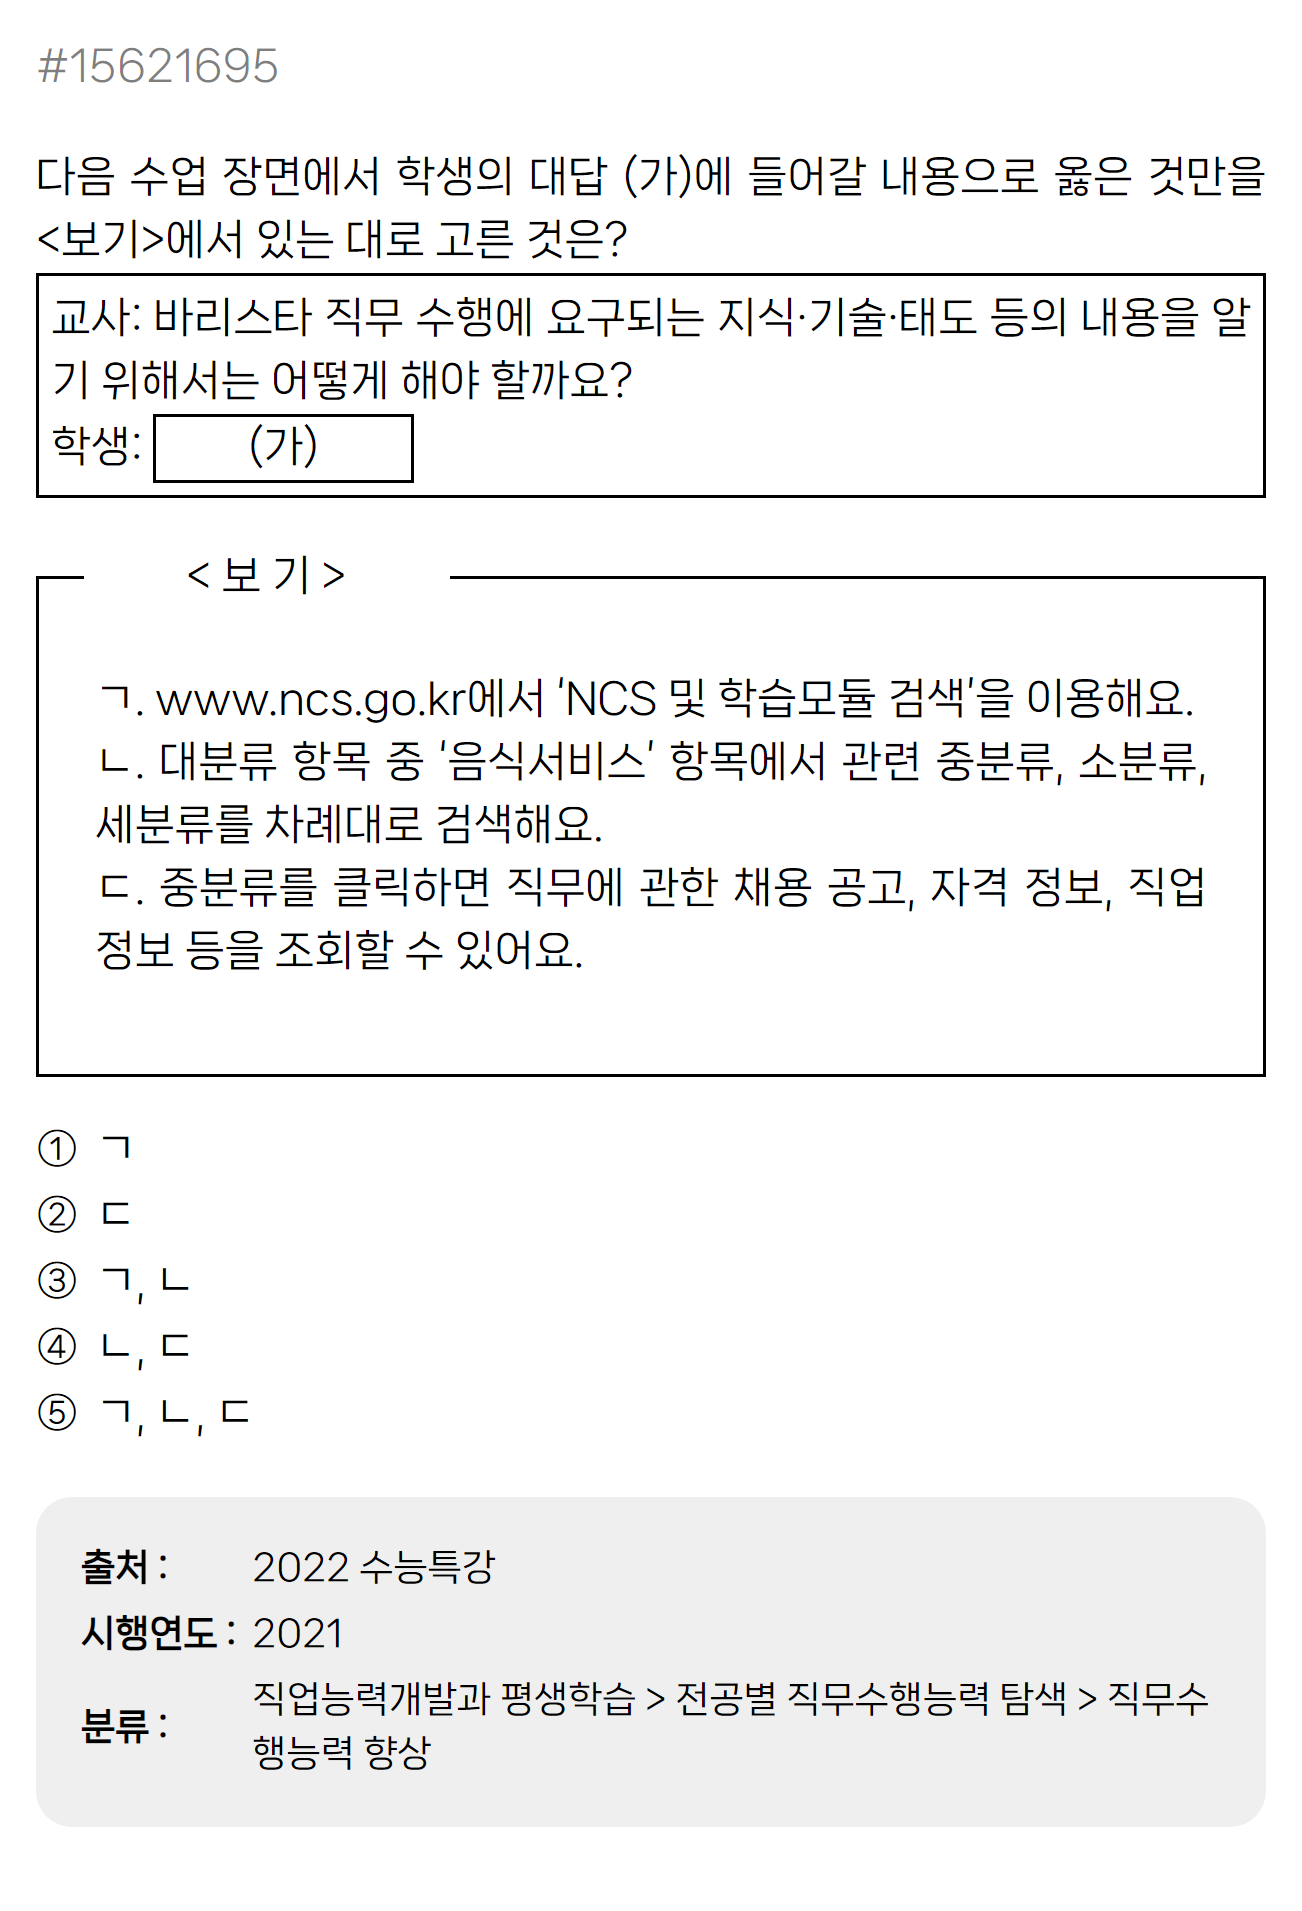 #15621695
다음 수업 장면에서 학생의 대답 (가)에 들어갈 내용으로 옳은 것만을
<보기>에서 있는 대로 고른 것은?
교사: 바리스타 직무 수행에 요구되는 지식·기술·태도 등의 내용을 알
기 위해서는 어떻게 해야 할까요?
학생: (가)
< 보 기 >
ㄱ. www.ncs.go.kr에서 ‘NCS 및 학습모듈 검색’을 이용해요.
ㄴ. 대분류 항목 중 ‘음식서비스’ 항목에서 관련 중분류, 소분류,
세분류를 차례대로 검색해요.
ㄷ. 중분류를 클릭하면 직무에 관한 채용 공고, 자격 정보, 직업
정보 등을 조회할 수 있어요.
① ㄱ
② ㄷ
③ ㄱ, ㄴ
④ ㄴ, ㄷ
⑤ ㄱ, ㄴ, ㄷ
출처 : 2022 수능특강
시행연도 : 2021
분류 : 직업능력개발과 평생학습 > 전공별 직무수행능력 탐색 > 직무수
행능력 향상